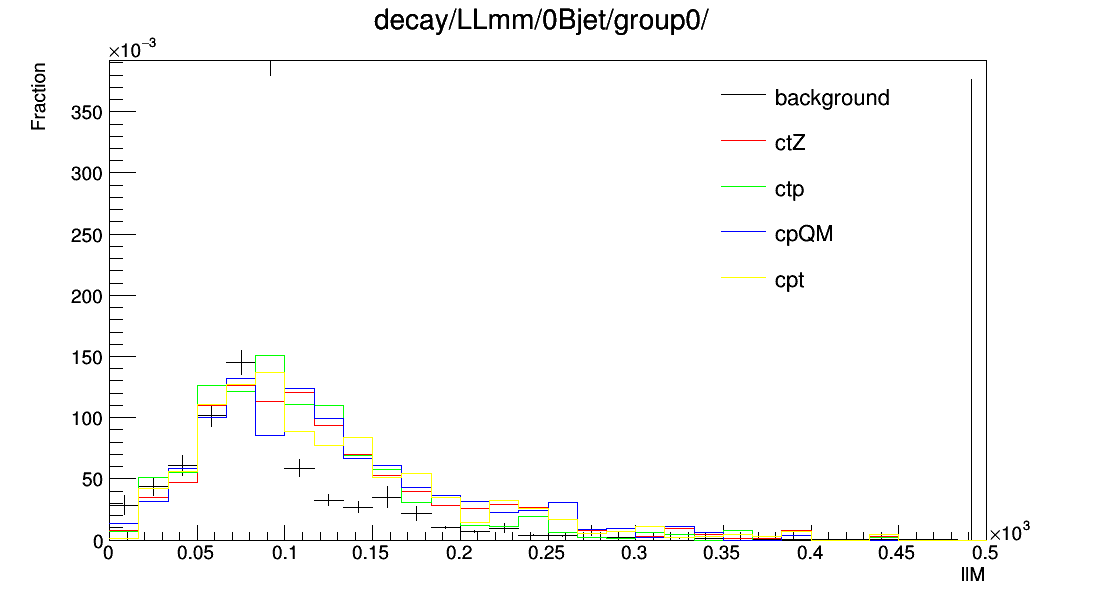 decay/LLmm/0Bjet/group0/
×10⁻³
Fraction
350
300
250
200
150
100
50
0
background
ctZ
ctp
cpQM
cpt
0 0.05 0.1 0.15 0.2 0.25 0.3 0.35 0.4 0.45 0.5
×10³
llM